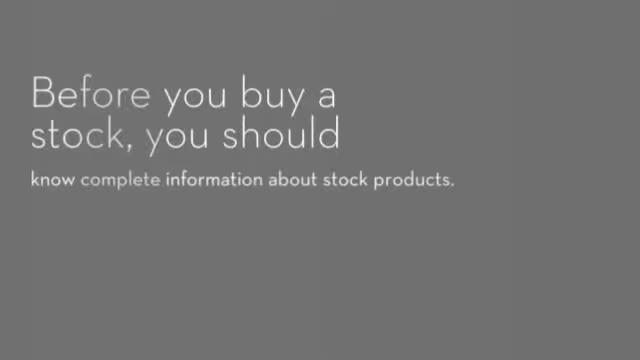 Before you buy a
stock, you should
know complete information about stock products.